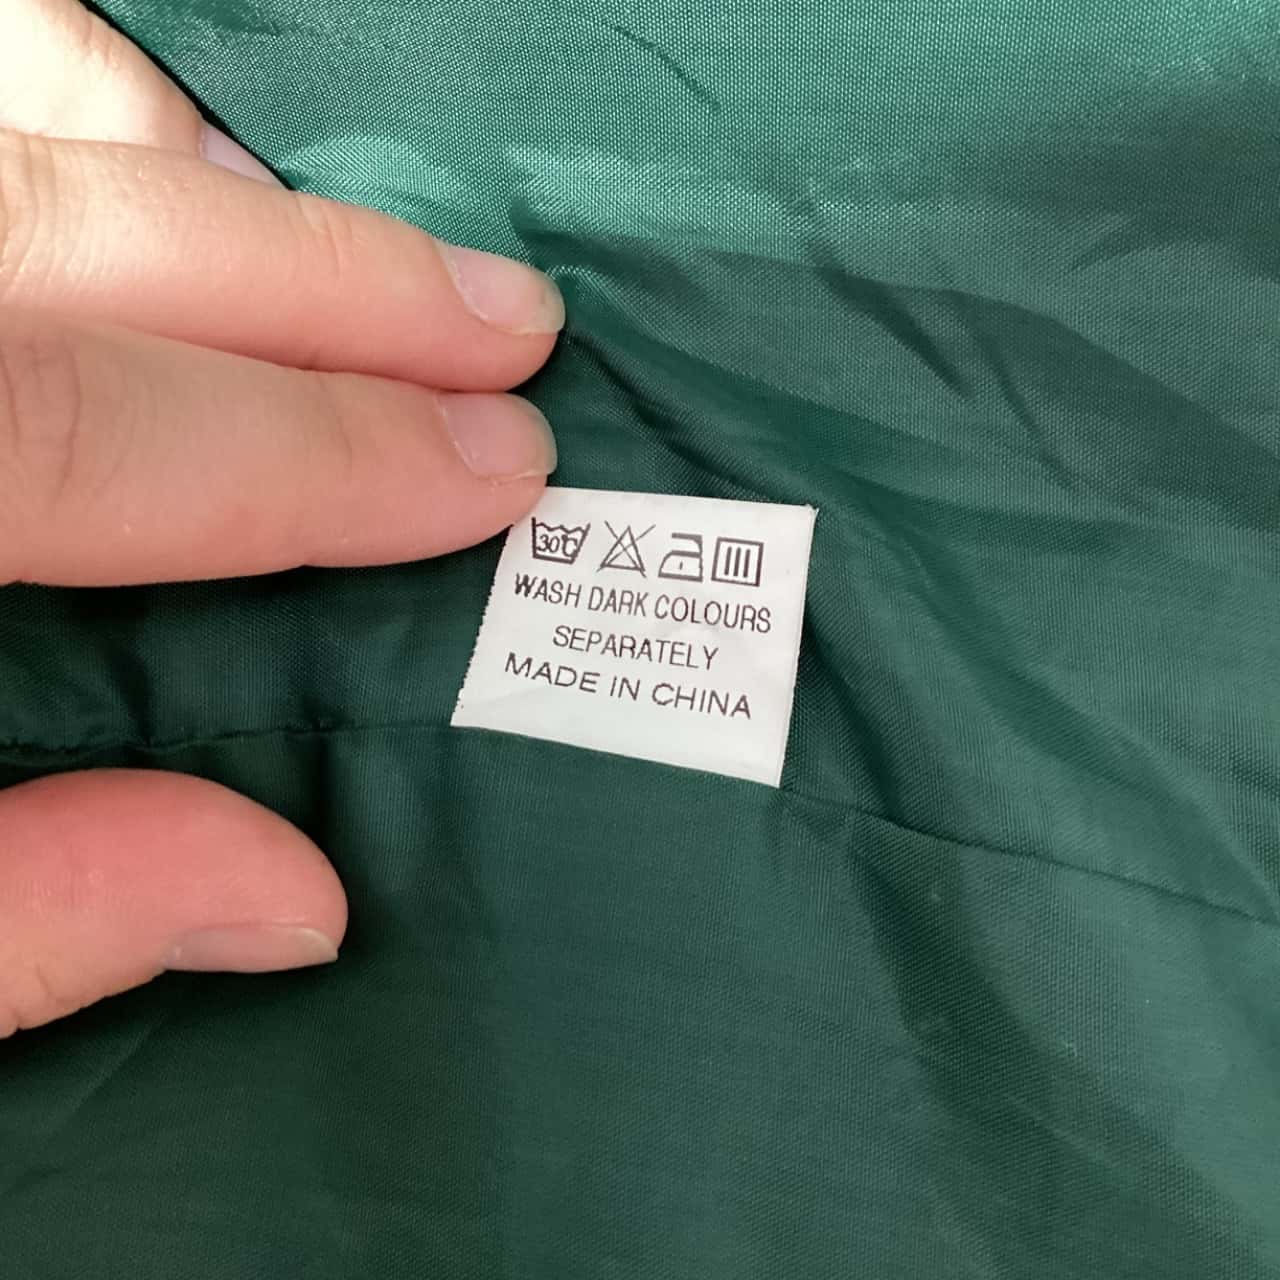 30℃
WASH DARK COLOURS
SEPARATELY
MADE IN CHINA